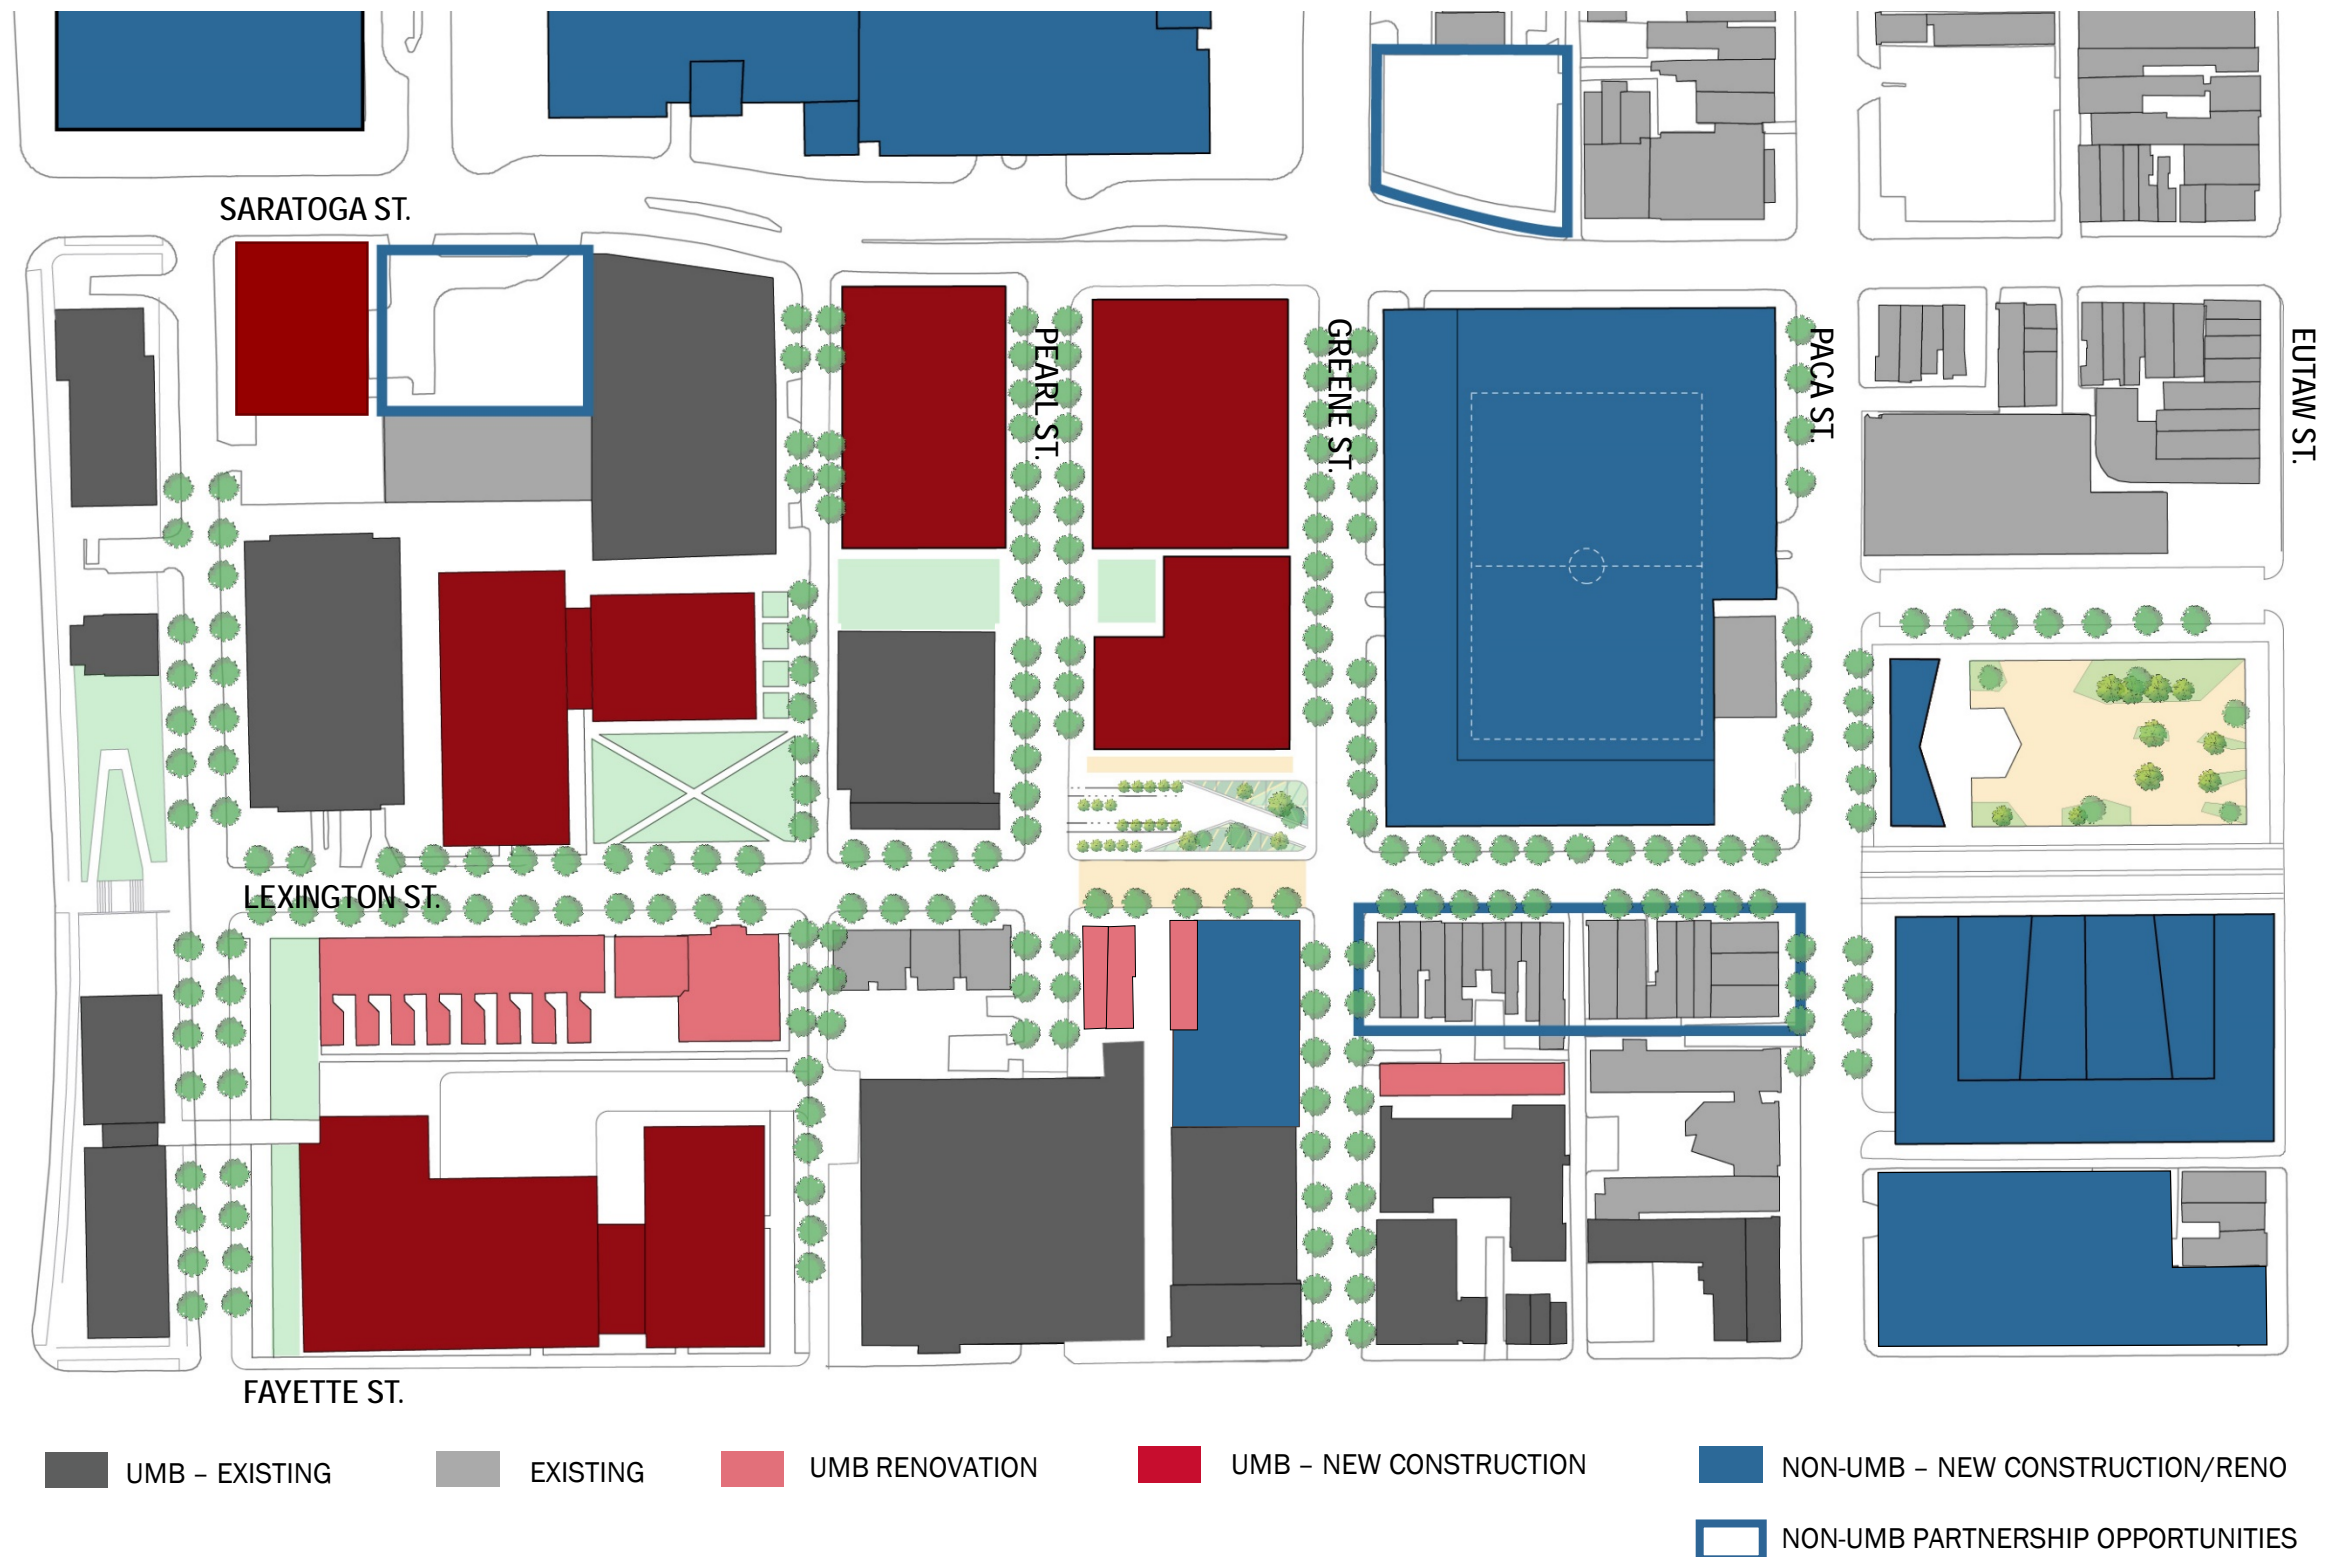 SARATOGA ST.
PEARL ST.
GREENE ST.
PACA ST.
EUTAW ST.
LEXINGTON ST.
FAYETTE ST.
UMB – EXISTING
EXISTING
UMB RENOVATION
UMB – NEW CONSTRUCTION
NON-UMB – NEW CONSTRUCTION/RENO
NON-UMB PARTNERSHIP OPPORTUNITIES